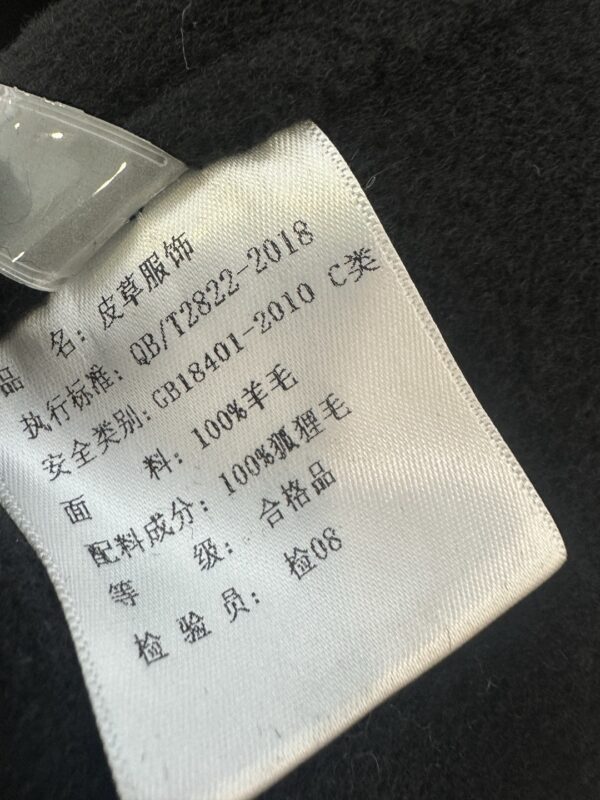 品 名：皮草服饰
执行标准：QB/T2822-2018
安全类别：GB18401-2010 C类
面 料：100%羊毛
配料成分：100%狐狸毛
等 级：合格品
检 验 员：检08